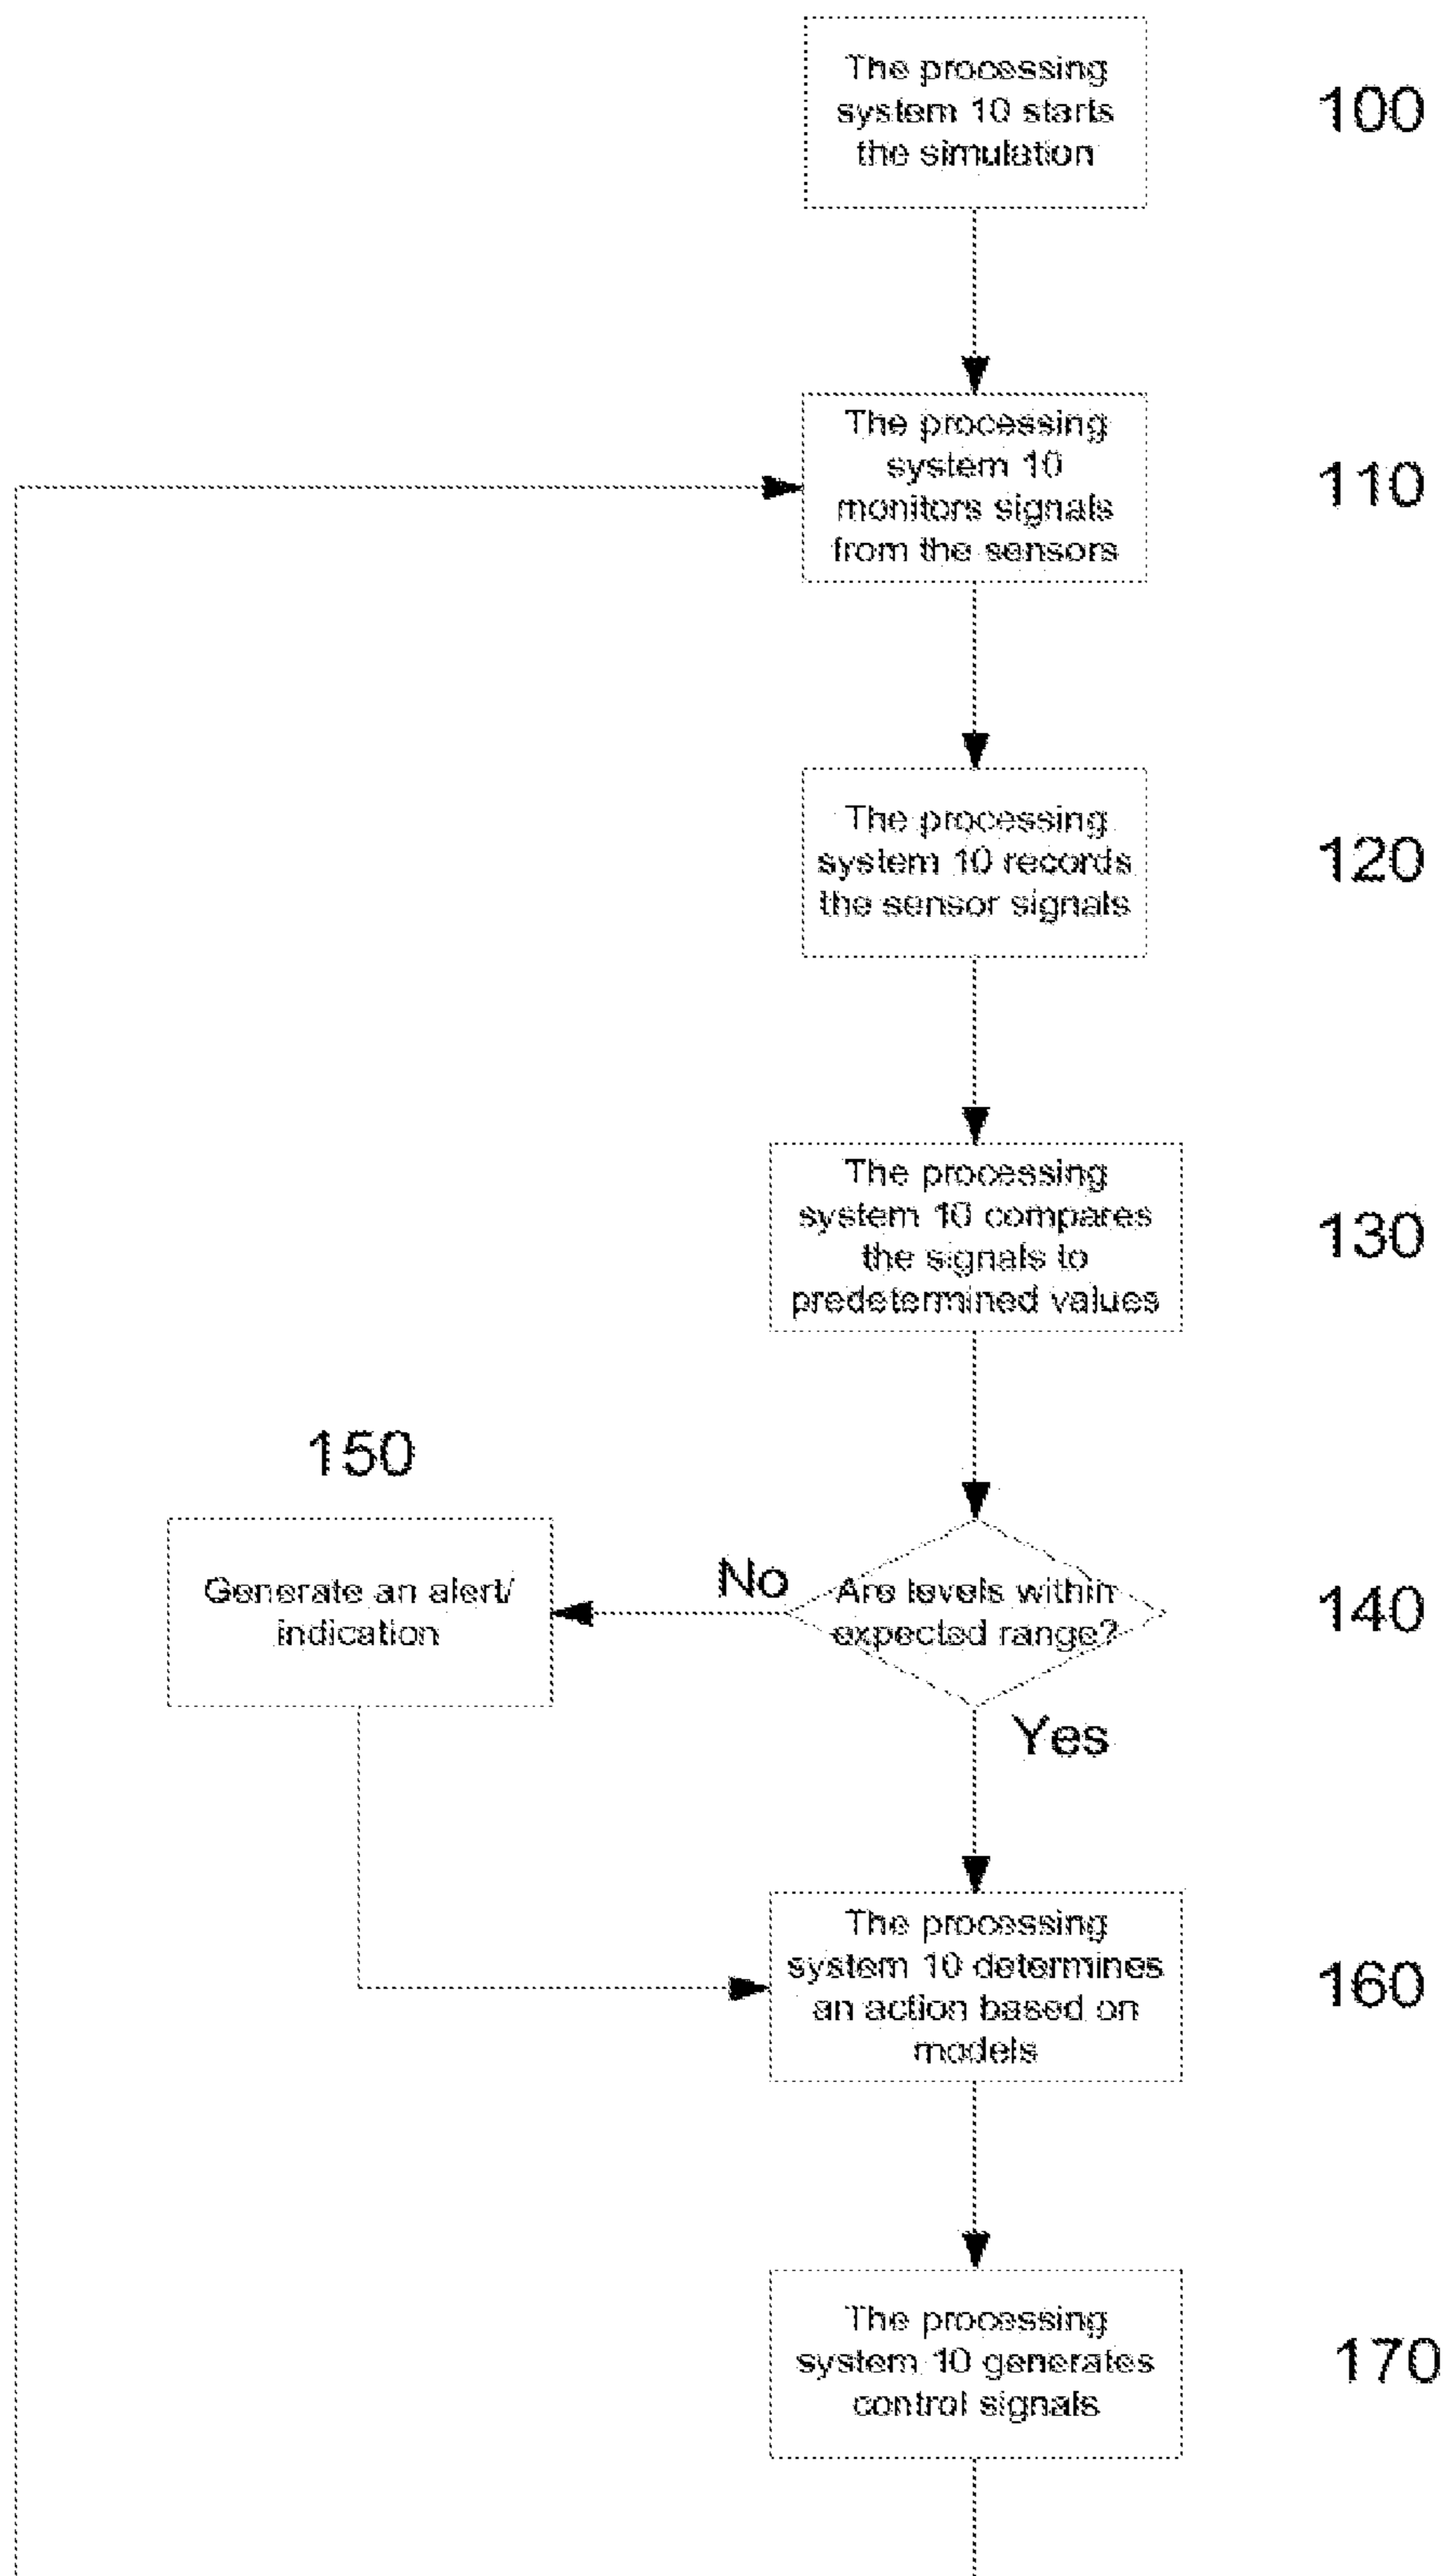 The processing
system 10 starts
the simulation
100
The processing
system 10
monitors signals
from the sensors
110
The processing
system 10 records
the sensor signals
120
The processing
system 10 compares
the signals to
predetermined values
130
150
Generate an alert/
indication
No
Are levels within
expected range?
140
Yes
The processing
system 10 determines
an action based on
models
160
The processing
system 10 generates
control signals
170